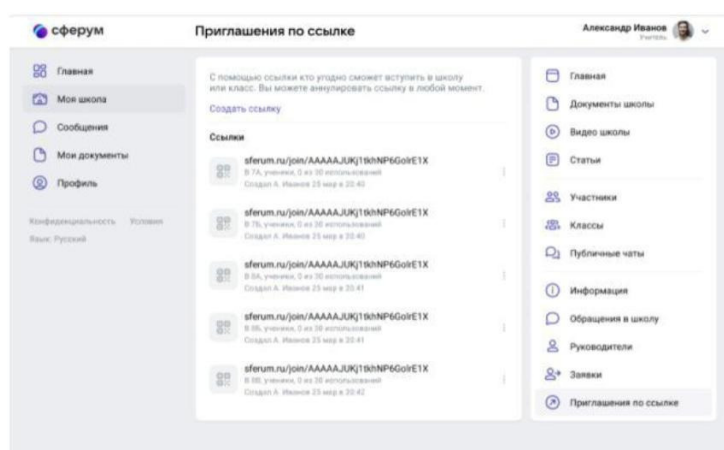 сферум
Приглашения по ссылке
Александр Иванов
Учитель
Главная
Моя школа
Сообщения
Мои документы
Профиль
Конфиденциальность Условия
Язык: Русский
С помощью ссылки кто угодно сможет вступить в школу
или класс. Вы можете аннулировать ссылку в любой момент.
Создать ссылку
Ссылки
sferum.ru/join/AAAAAJUKj1tkhNP6GolrE1X
В 7А, ученики, 0 из 30 использований
Создал А. Иванов 25 мар в 20:40
sferum.ru/join/AAAAAJUKj1tkhNP6GolrE1X
В 7Б, ученики, 0 из 30 использований
Создал А. Иванов 25 мар в 20:40
sferum.ru/join/AAAAAJUKj1tkhNP6GolrE1X
В 8А, ученики, 0 из 30 использований
Создал А. Иванов 25 мар в 20:41
sferum.ru/join/AAAAAJUKj1tkhNP6GolrE1X
В 8Б, ученики, 0 из 30 использований
Создал А. Иванов 25 мар в 20:41
sferum.ru/join/AAAAAJUKj1tkhNP6GolrE1X
В 8В, ученики, 0 из 30 использований
Создал А. Иванов 25 мар в 20:42
Главная
Документы школы
Видео школы
Статьи
Участники
Классы
Публичные чаты
Информация
Обращения в школу
Руководители
Заявки
Приглашения по ссылке